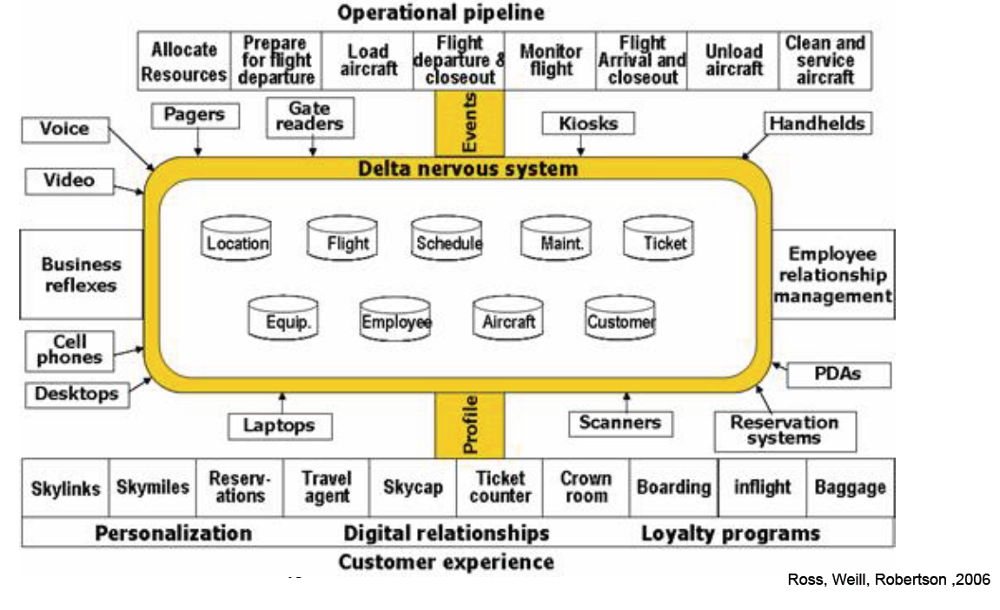 Operational pipeline
Allocate
Resources
Prepare
for flight
departure
Load
aircraft
Flight
departure &
closeout
Monitor
flight
Flight
Arrival and
closeout
Unload
aircraft
Clean and
service
aircraft
Events
Voice
Pagers
Gate
readers
Kiosks
Handhelds
Video
Delta nervous system
Location
Flight
Schedule
Maint.
Ticket
Business
reflexes
Employee
relationship
management
Equip.
Employee
Aircraft
Customer
Cell
phones
Desktops
PDAs
Laptops
Profile
Scanners
Reservation
systems
Skylinks
Skymiles
Reserv-
ations
Travel
agent
Skycap
Ticket
counter
Crown
room
Boarding
inflight
Baggage
Personalization
Digital relationships
Loyalty programs
Customer experience
Ross, Weill, Robertson ,2006